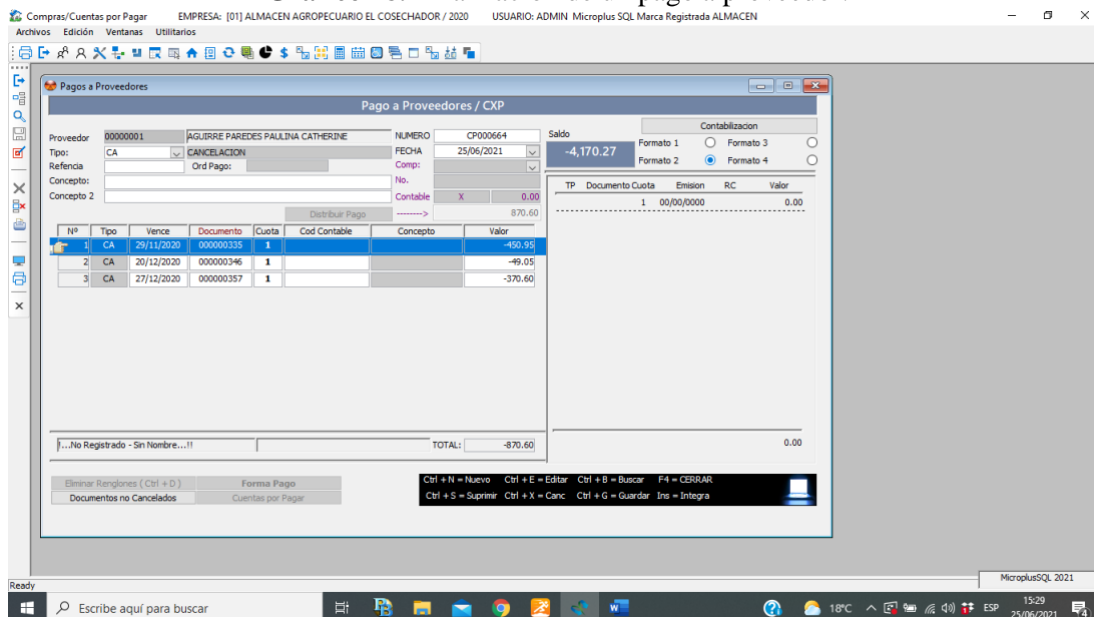 Compras/Cuentas por Pagar EMPRESA: [01] ALMACEN AGROPECUARIO EL COSECHADOR / 2020 USUARIO: ADMIN Microplus SQL Marca Registrada ALMACEN
Archivos Edición Ventanas Utilitarios
Pagos a Proveedores
Pago a Proveedores / CXP
Proveedor 00000001 AGUIRRE PAREDES PAULINA CATHERINE NUMERO CP000664 Saldo -4,170.27 Contabilizacion
Tipo: CA CANCELACION FECHA 25/06/2021 Formato 1 Formato 3
Refencia Ord Pago: Comp: Formato 2 Formato 4
Concepto: No.
Concepto 2 Contable X 0.00
Distribuir Pago --------> 870.60
TP Documento Cuota Emision RC Valor
1 00/00/0000 0.00
Nº Tipo Vence Documento Cuota Cod Contable Concepto Valor
1 CA 29/11/2020 000000335 1 -450.95
2 CA 20/12/2020 000000346 1 -49.05
3 CA 27/12/2020 000000357 1 -370.60
!...No Registrado - Sin Nombre...!! TOTAL: -870.60 0.00
Eliminar Renglones ( Ctrl + D ) Forma Pago
Documentos no Cancelados Cuentas por Pagar
Ctrl + N = Nuevo Ctrl + E = Editar Ctrl + B = Buscar F4 = CERRAR
Ctrl + S = Suprimir Ctrl + X = Canc Ctrl + G = Guardar Ins = Integra
Ready MicroplusSQL 2021
Escribe aquí para buscar 18°C ESP 15:29
25/06/2021